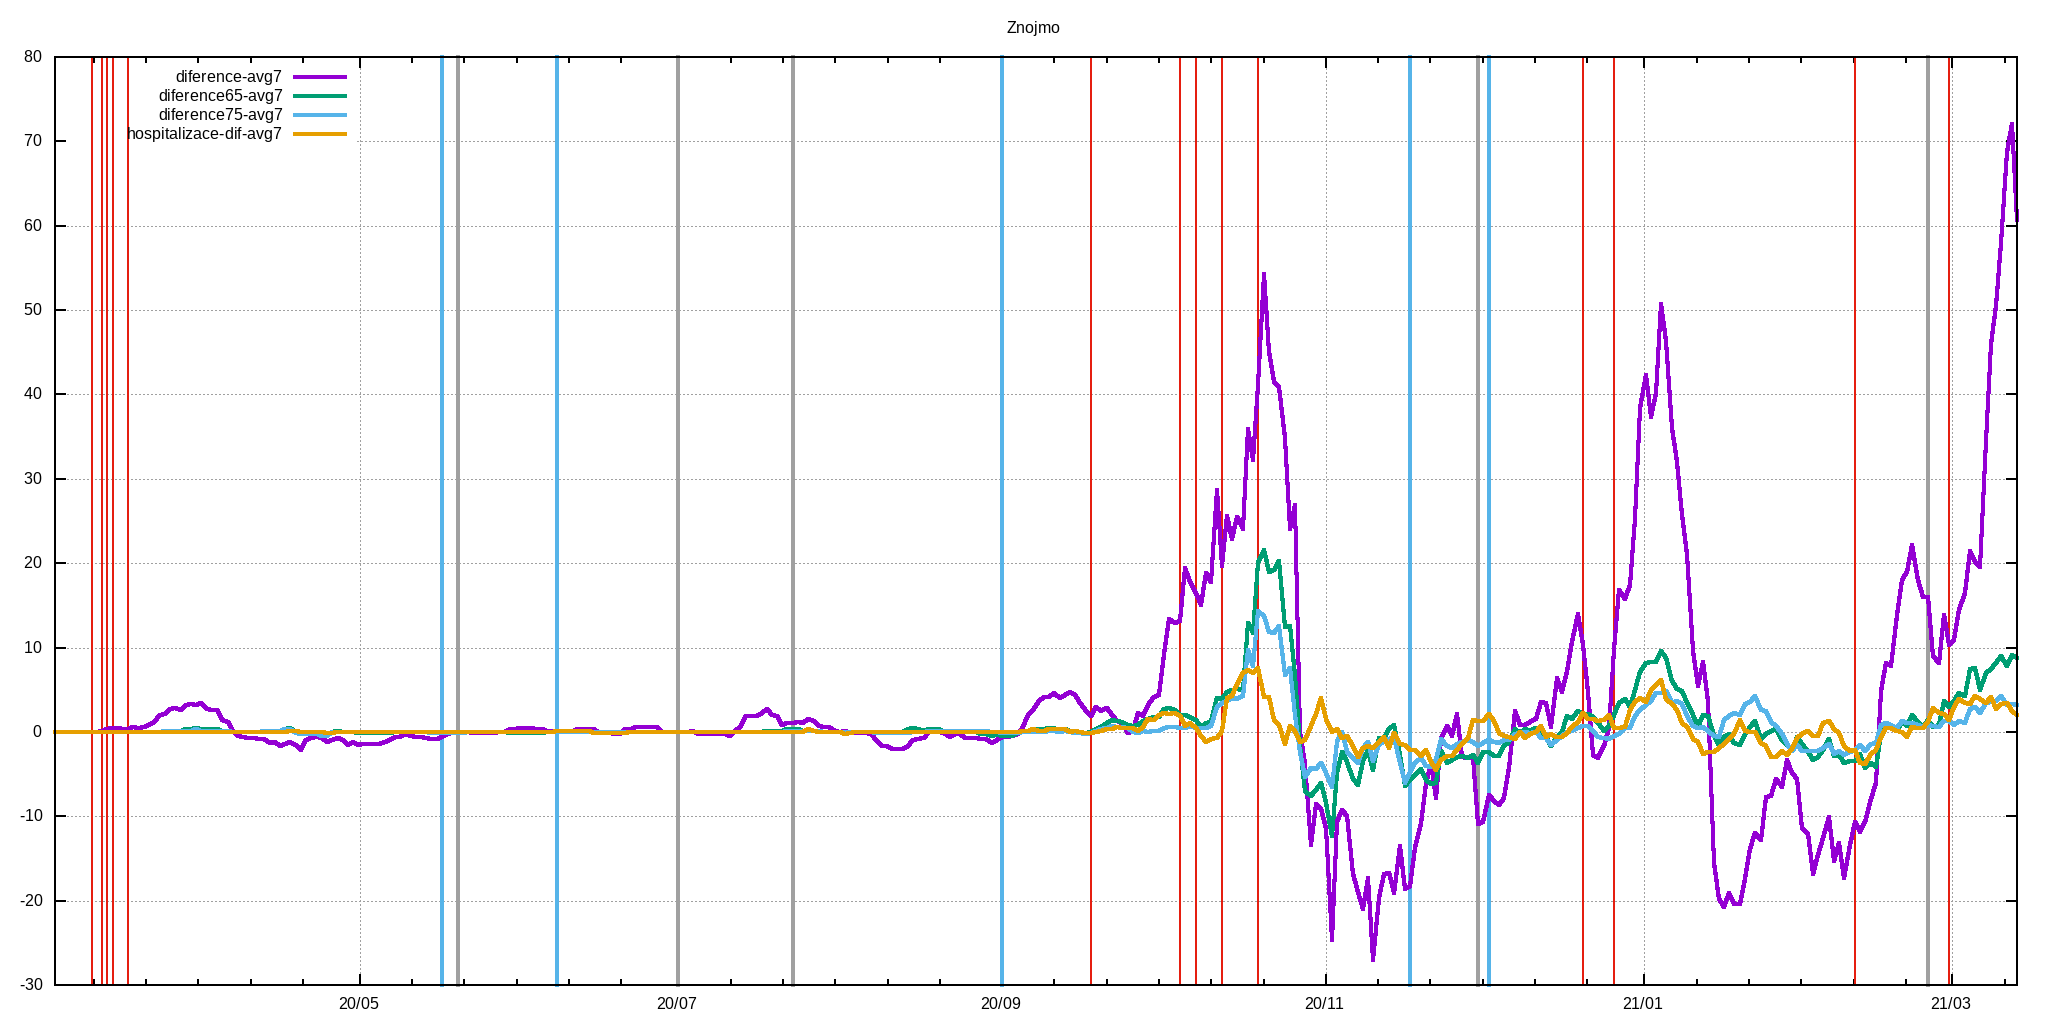 Znojmo
80
diference-avg7
diference65-avg7
diference75-avg7
hospitalizace-dif-avg7
70
60
50
40
30
20
10
0
-10
-20
-30
20/05 20/07 20/09 20/11 21/01 21/03